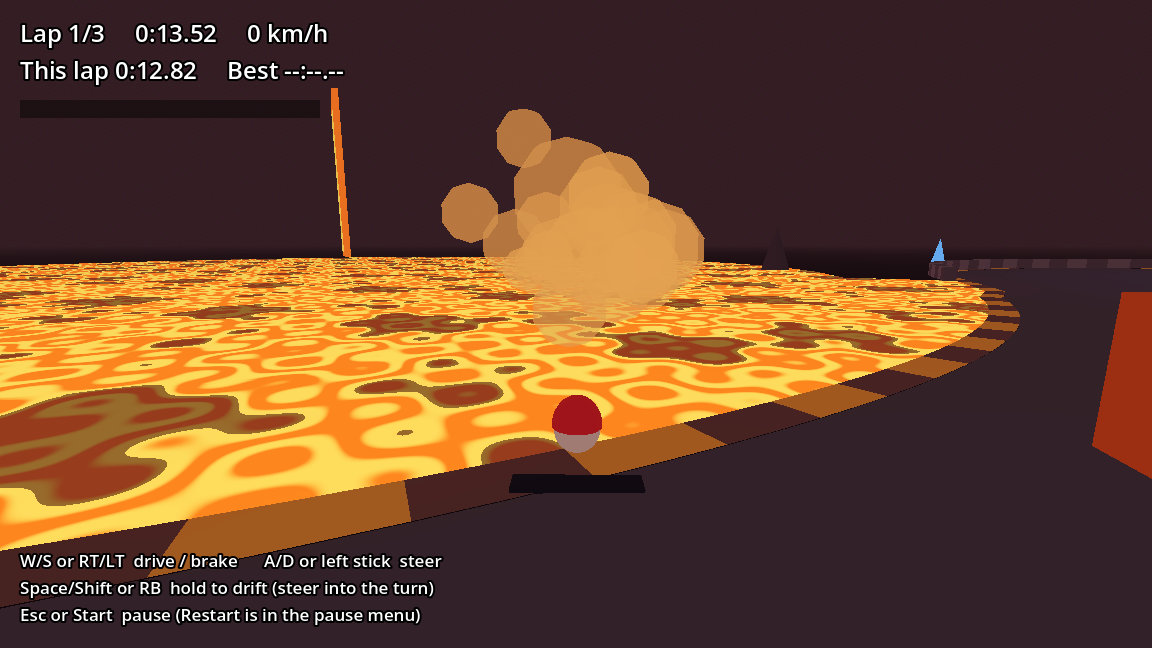 Lap 1/3 0:13.52 0 km/h
This lap 0:12.82 Best --:--.--
W/S or RT/LT drive / brake A/D or left stick steer
Space/Shift or RB hold to drift (steer into the turn)
Esc or Start pause (Restart is in the pause menu)